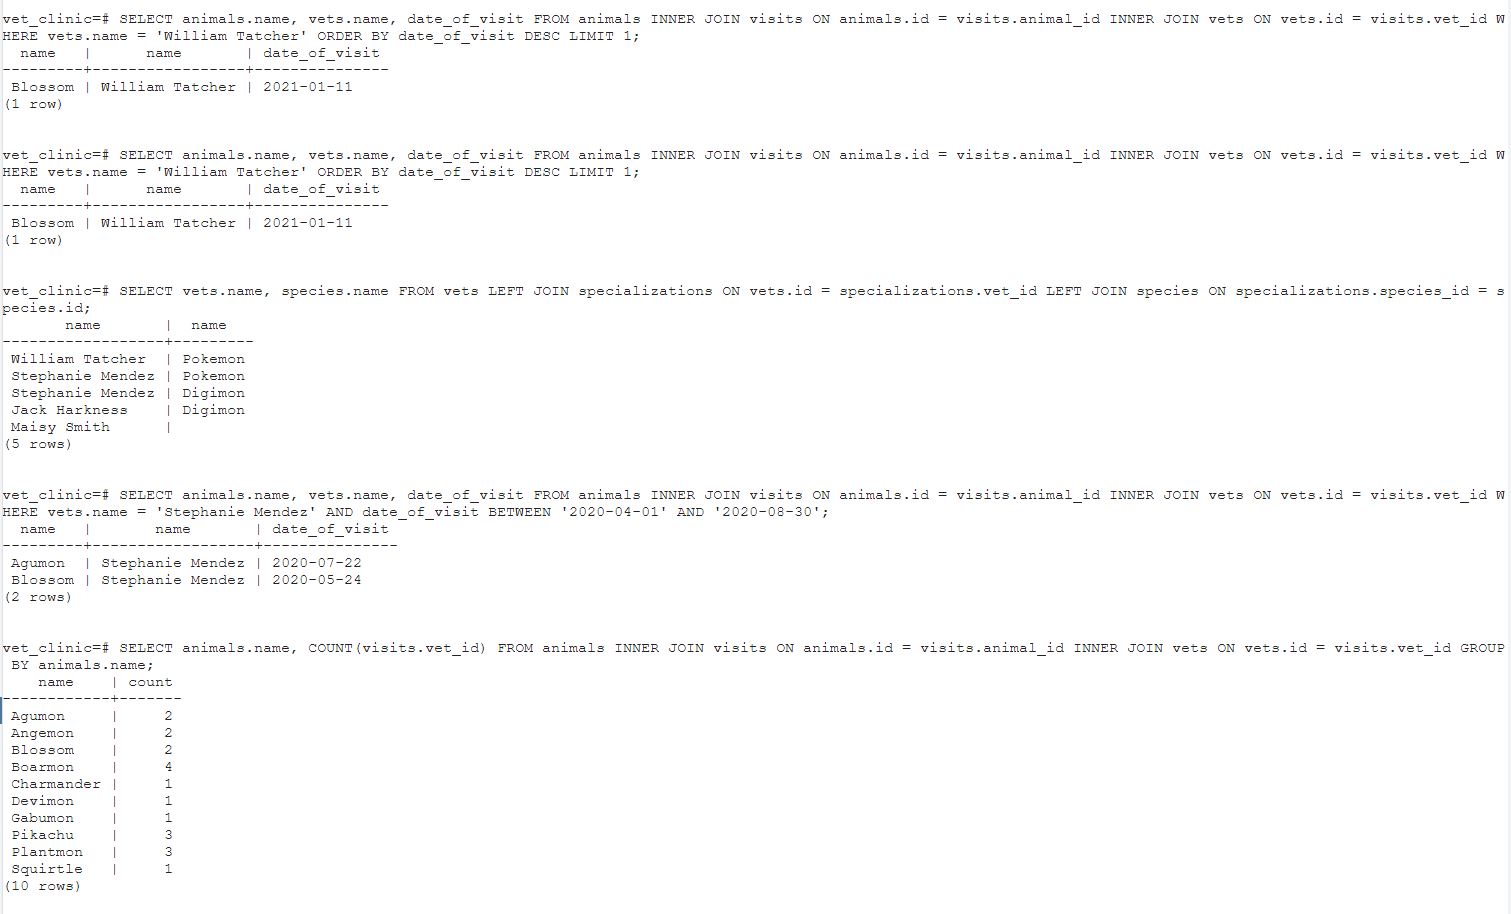 vet_clinic=# SELECT animals.name, vets.name, date_of_visit FROM animals INNER JOIN visits ON animals.id = visits.animal_id INNER JOIN vets ON vets.id = visits.vet_id W
HERE vets.name = 'William Tatcher' ORDER BY date_of_visit DESC LIMIT 1;
  name   |      name       | date_of_visit
---------+-----------------+---------------
 Blossom | William Tatcher | 2021-01-11
(1 row)
vet_clinic=# SELECT animals.name, vets.name, date_of_visit FROM animals INNER JOIN visits ON animals.id = visits.animal_id INNER JOIN vets ON vets.id = visits.vet_id W
HERE vets.name = 'William Tatcher' ORDER BY date_of_visit DESC LIMIT 1;
  name   |      name       | date_of_visit
---------+-----------------+---------------
 Blossom | William Tatcher | 2021-01-11
(1 row)
vet_clinic=# SELECT vets.name, species.name FROM vets LEFT JOIN specializations ON vets.id = specializations.vet_id LEFT JOIN species ON specializations.species_id = s
pecies.id;
       name       |  name
------------------+---------
 William Tatcher  | Pokemon
 Stephanie Mendez | Pokemon
 Stephanie Mendez | Digimon
 Jack Harkness    | Digimon
 Maisy Smith      |
(5 rows)
vet_clinic=# SELECT animals.name, vets.name, date_of_visit FROM animals INNER JOIN visits ON animals.id = visits.animal_id INNER JOIN vets ON vets.id = visits.vet_id W
HERE vets.name = 'Stephanie Mendez' AND date_of_visit BETWEEN '2020-04-01' AND '2020-08-30';
  name   |       name       | date_of_visit
---------+------------------+---------------
 Agumon  | Stephanie Mendez | 2020-07-22
 Blossom | Stephanie Mendez | 2020-05-24
(2 rows)
vet_clinic=# SELECT animals.name, COUNT(visits.vet_id) FROM animals INNER JOIN visits ON animals.id = visits.animal_id INNER JOIN vets ON vets.id = visits.vet_id GROUP
 BY animals.name;
    name    | count
------------+-------
 Agumon     |     2
 Angemon    |     2
 Blossom    |     2
 Boarmon    |     4
 Charmander |     1
 Devimon    |     1
 Gabumon    |     1
 Pikachu    |     3
 Plantmon   |     3
 Squirtle   |     1
(10 rows)